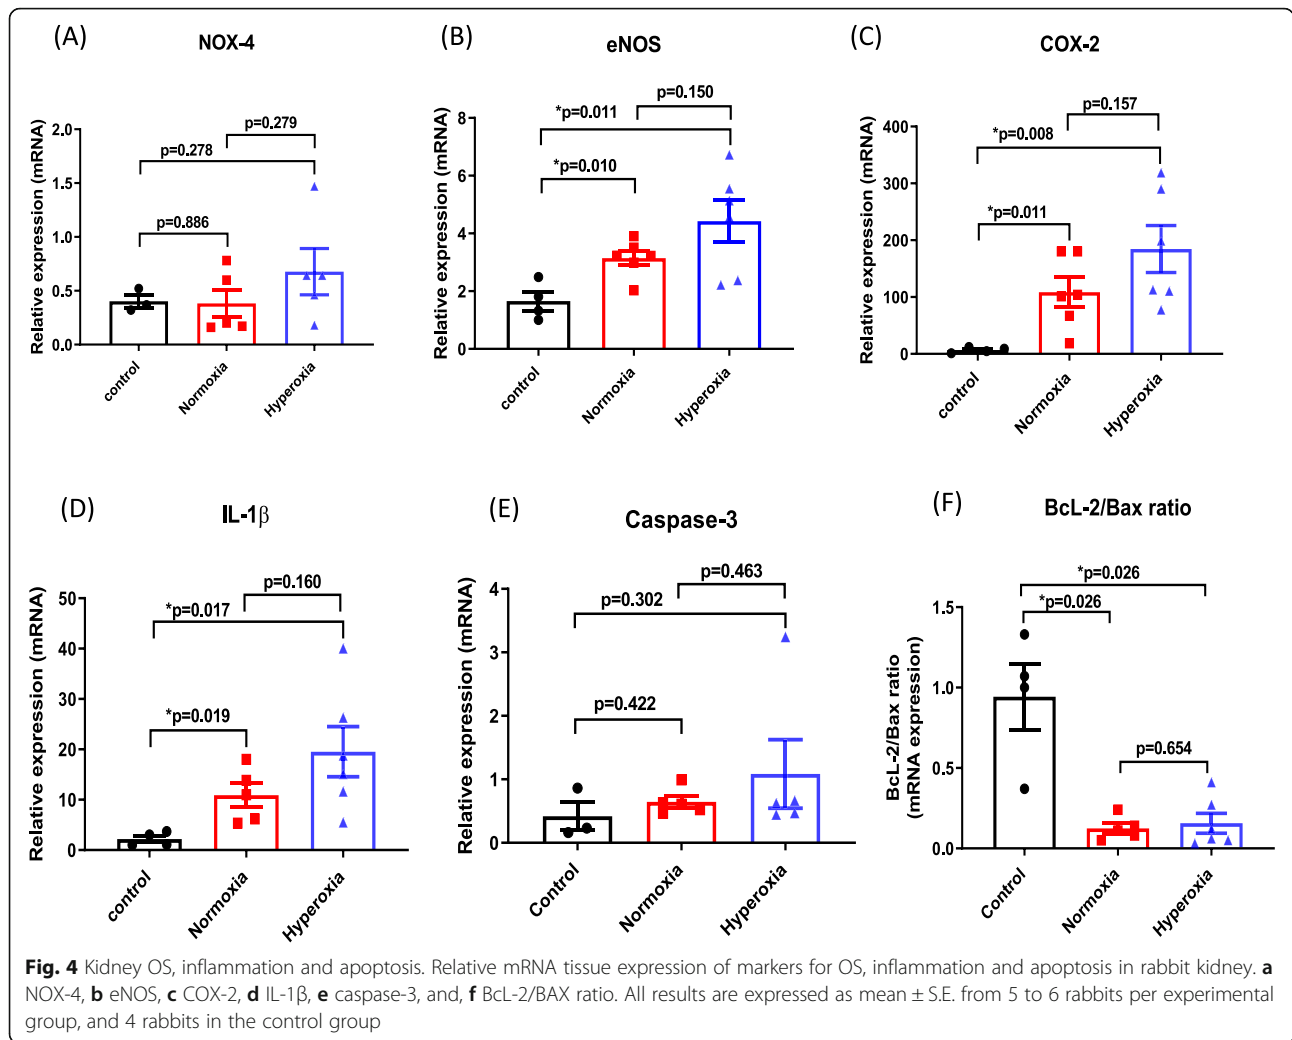 (A)
NOX-4
Relative expression (mRNA)
2.0
1.5
1.0
0.5
0.0
p=0.279
p=0.278
p=0.886
control
Normoxia
Hyperoxia
(B)
eNOS
Relative expression (mRNA)
8
6
4
2
0
p=0.150
*p=0.011
*p=0.010
control
Normoxia
Hyperoxia
(C)
COX-2
Relative expression (mRNA)
400
300
200
100
0
p=0.157
*p=0.008
*p=0.011
control
Normoxia
Hyperoxia
(D)
IL-1β
Relative expression (mRNA)
50
40
30
20
10
0
p=0.160
*p=0.017
*p=0.019
control
Normoxia
Hyperoxia
(E)
Caspase-3
Relative expression (mRNA)
4
3
2
1
0
p=0.463
p=0.302
p=0.422
Control
Normoxia
Hyperoxia
(F)
BcL-2/Bax ratio
BcL-2/Bax ratio
(mRNA expression)
1.5
1.0
0.5
0.0
*p=0.026
*p=0.026
p=0.654
Control
Normoxia
Hyperoxia
Fig. 4 Kidney OS, inflammation and apoptosis. Relative mRNA tissue expression of markers for OS, inflammation and apoptosis in rabbit kidney. a
NOX-4, b eNOS, c COX-2, d IL-1β, e caspase-3, and, f BcL-2/BAX ratio. All results are expressed as mean ± S.E. from 5 to 6 rabbits per experimental
group, and 4 rabbits in the control group